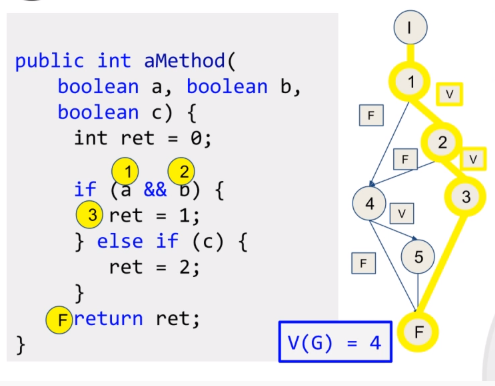 public int aMethod(
boolean a, boolean b,
boolean c) {
int ret = 0;
1 2
if (a && b) {
3 ret = 1;
} else if (c) {
ret = 2;
}
F return ret;
}
I
1
V
F
2
F
V
3
4
V
5
F
F
V(G) = 4